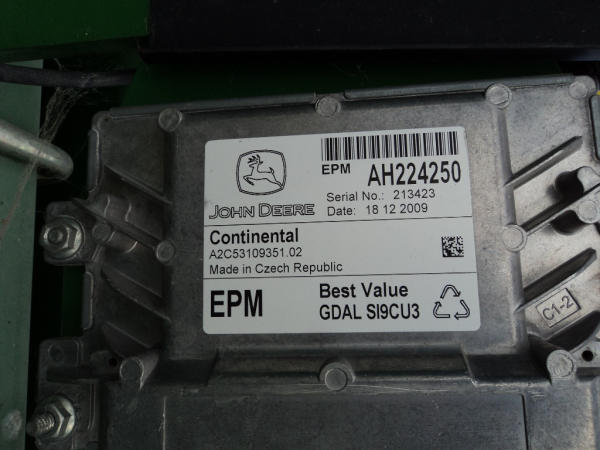 EPM AH224250
JOHN DEERE
Serial No.: 213423
Date: 18 12 2009
Continental
A2C53109351.02
Made in Czech Republic
EPM
Best Value
GDAL SI9CU3
C1-2